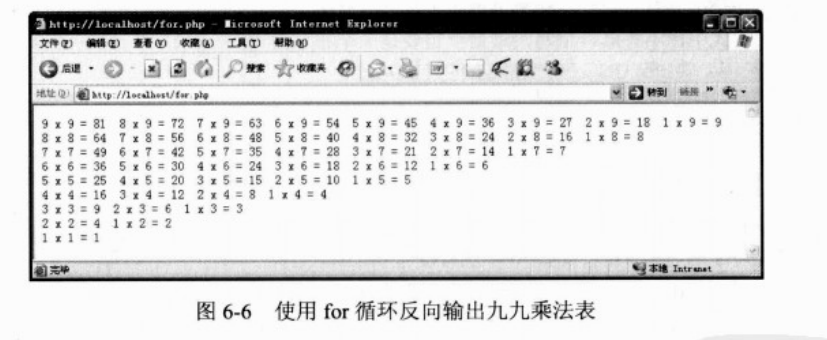 http://localhost/for.php - Microsoft Internet Explorer
文件(F) 编辑(E) 查看(V) 收藏(A) 工具(T) 帮助(H)
后退 搜索 收藏夹
地址(D) http://localhost/for.php 转到 链接 »
9 x 9 = 81 8 x 9 = 72 7 x 9 = 63 6 x 9 = 54 5 x 9 = 45 4 x 9 = 36 3 x 9 = 27 2 x 9 = 18 1 x 9 = 9
8 x 8 = 64 7 x 8 = 56 6 x 8 = 48 5 x 8 = 40 4 x 8 = 32 3 x 8 = 24 2 x 8 = 16 1 x 8 = 8
7 x 7 = 49 6 x 7 = 42 5 x 7 = 35 4 x 7 = 28 3 x 7 = 21 2 x 7 = 14 1 x 7 = 7
6 x 6 = 36 5 x 6 = 30 4 x 6 = 24 3 x 6 = 18 2 x 6 = 12 1 x 6 = 6
5 x 5 = 25 4 x 5 = 20 3 x 5 = 15 2 x 5 = 10 1 x 5 = 5
4 x 4 = 16 3 x 4 = 12 2 x 4 = 8 1 x 4 = 4
3 x 3 = 9 2 x 3 = 6 1 x 3 = 3
2 x 2 = 4 1 x 2 = 2
1 x 1 = 1
完毕 本地 Intranet
图 6-6 使用 for 循环反向输出九九乘法表